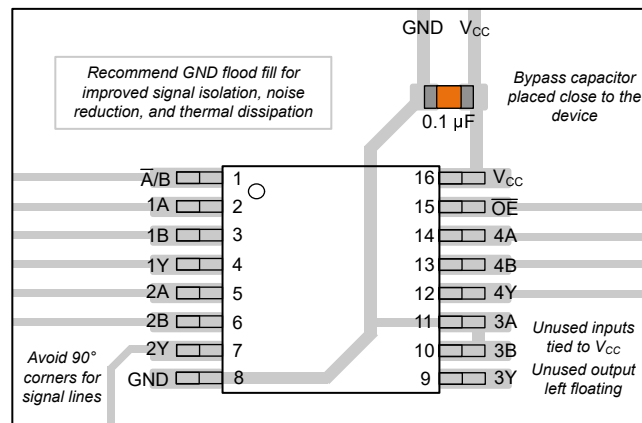 GND VCC
Recommend GND flood fill for
improved signal isolation, noise
reduction, and thermal dissipation
Bypass capacitor
placed close to the
device
0.1 µF
A̅/B 1 16 VCC
1A 2 15 O̅E̅
1B 3 14 4A
1Y 4 13 4B
2A 5 12 4Y
2B 6 11 3A
2Y 7 10 3B
GND 8 9 3Y
Avoid 90°
corners for
signal lines
Unused inputs
tied to VCC
Unused output
left floating